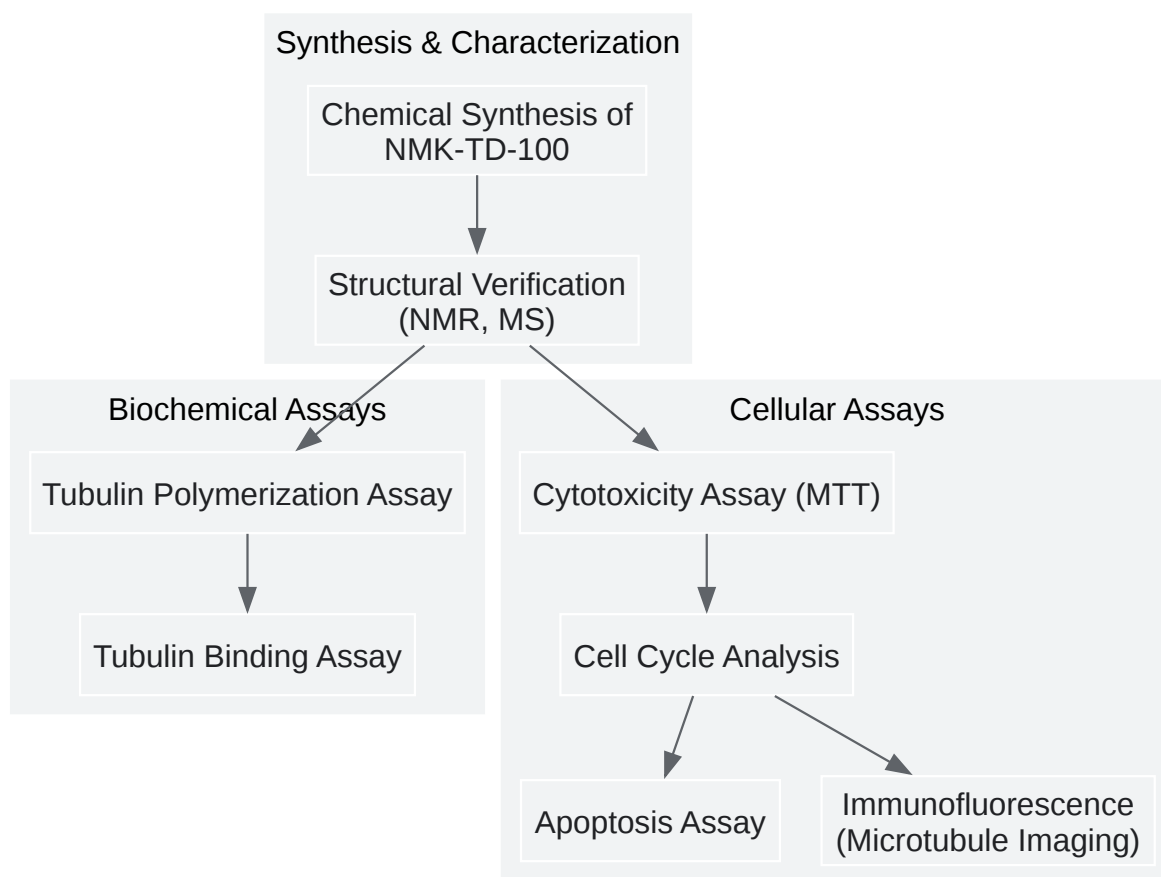 Synthesis & Characterization
Chemical Synthesis of
NMK-TD-100
Structural Verification
(NMR, MS)
Biochemical Assays
Tubulin Polymerization Assay
Tubulin Binding Assay
Cellular Assays
Cytotoxicity Assay (MTT)
Cell Cycle Analysis
Apoptosis Assay
Immunofluorescence
(Microtubule Imaging)